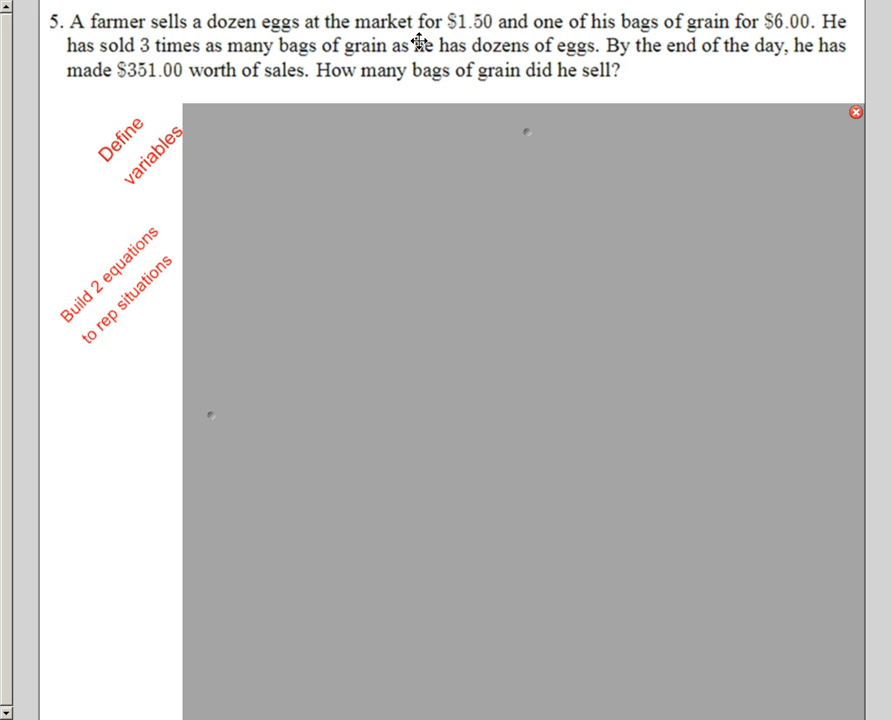 5. A farmer sells a dozen eggs at the market for $1.50 and one of his bags of grain for $6.00. He
has sold 3 times as many bags of grain as he has dozens of eggs. By the end of the day, he has
made $351.00 worth of sales. How many bags of grain did he sell?
Define
variables
Build 2 equations
to rep situations